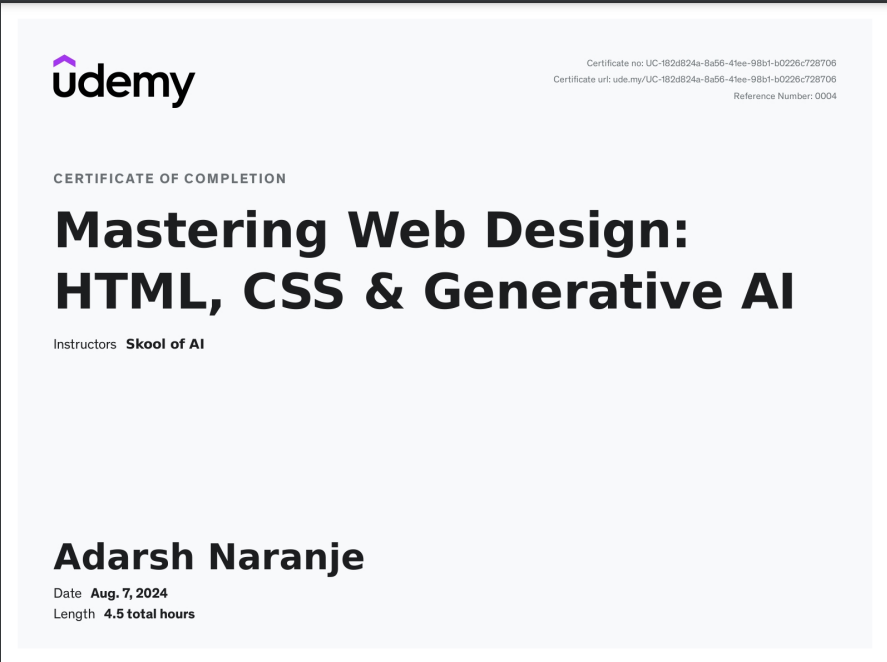 udemy
Certificate no: UC-182d824a-8a56-41ee-98b1-b0226c728706
Certificate url: ude.my/UC-182d824a-8a56-41ee-98b1-b0226c728706
Reference Number: 0004
CERTIFICATE OF COMPLETION
Mastering Web Design:
HTML, CSS & Generative AI
Instructors Skool of AI
Adarsh Naranje
Date Aug. 7, 2024
Length 4.5 total hours